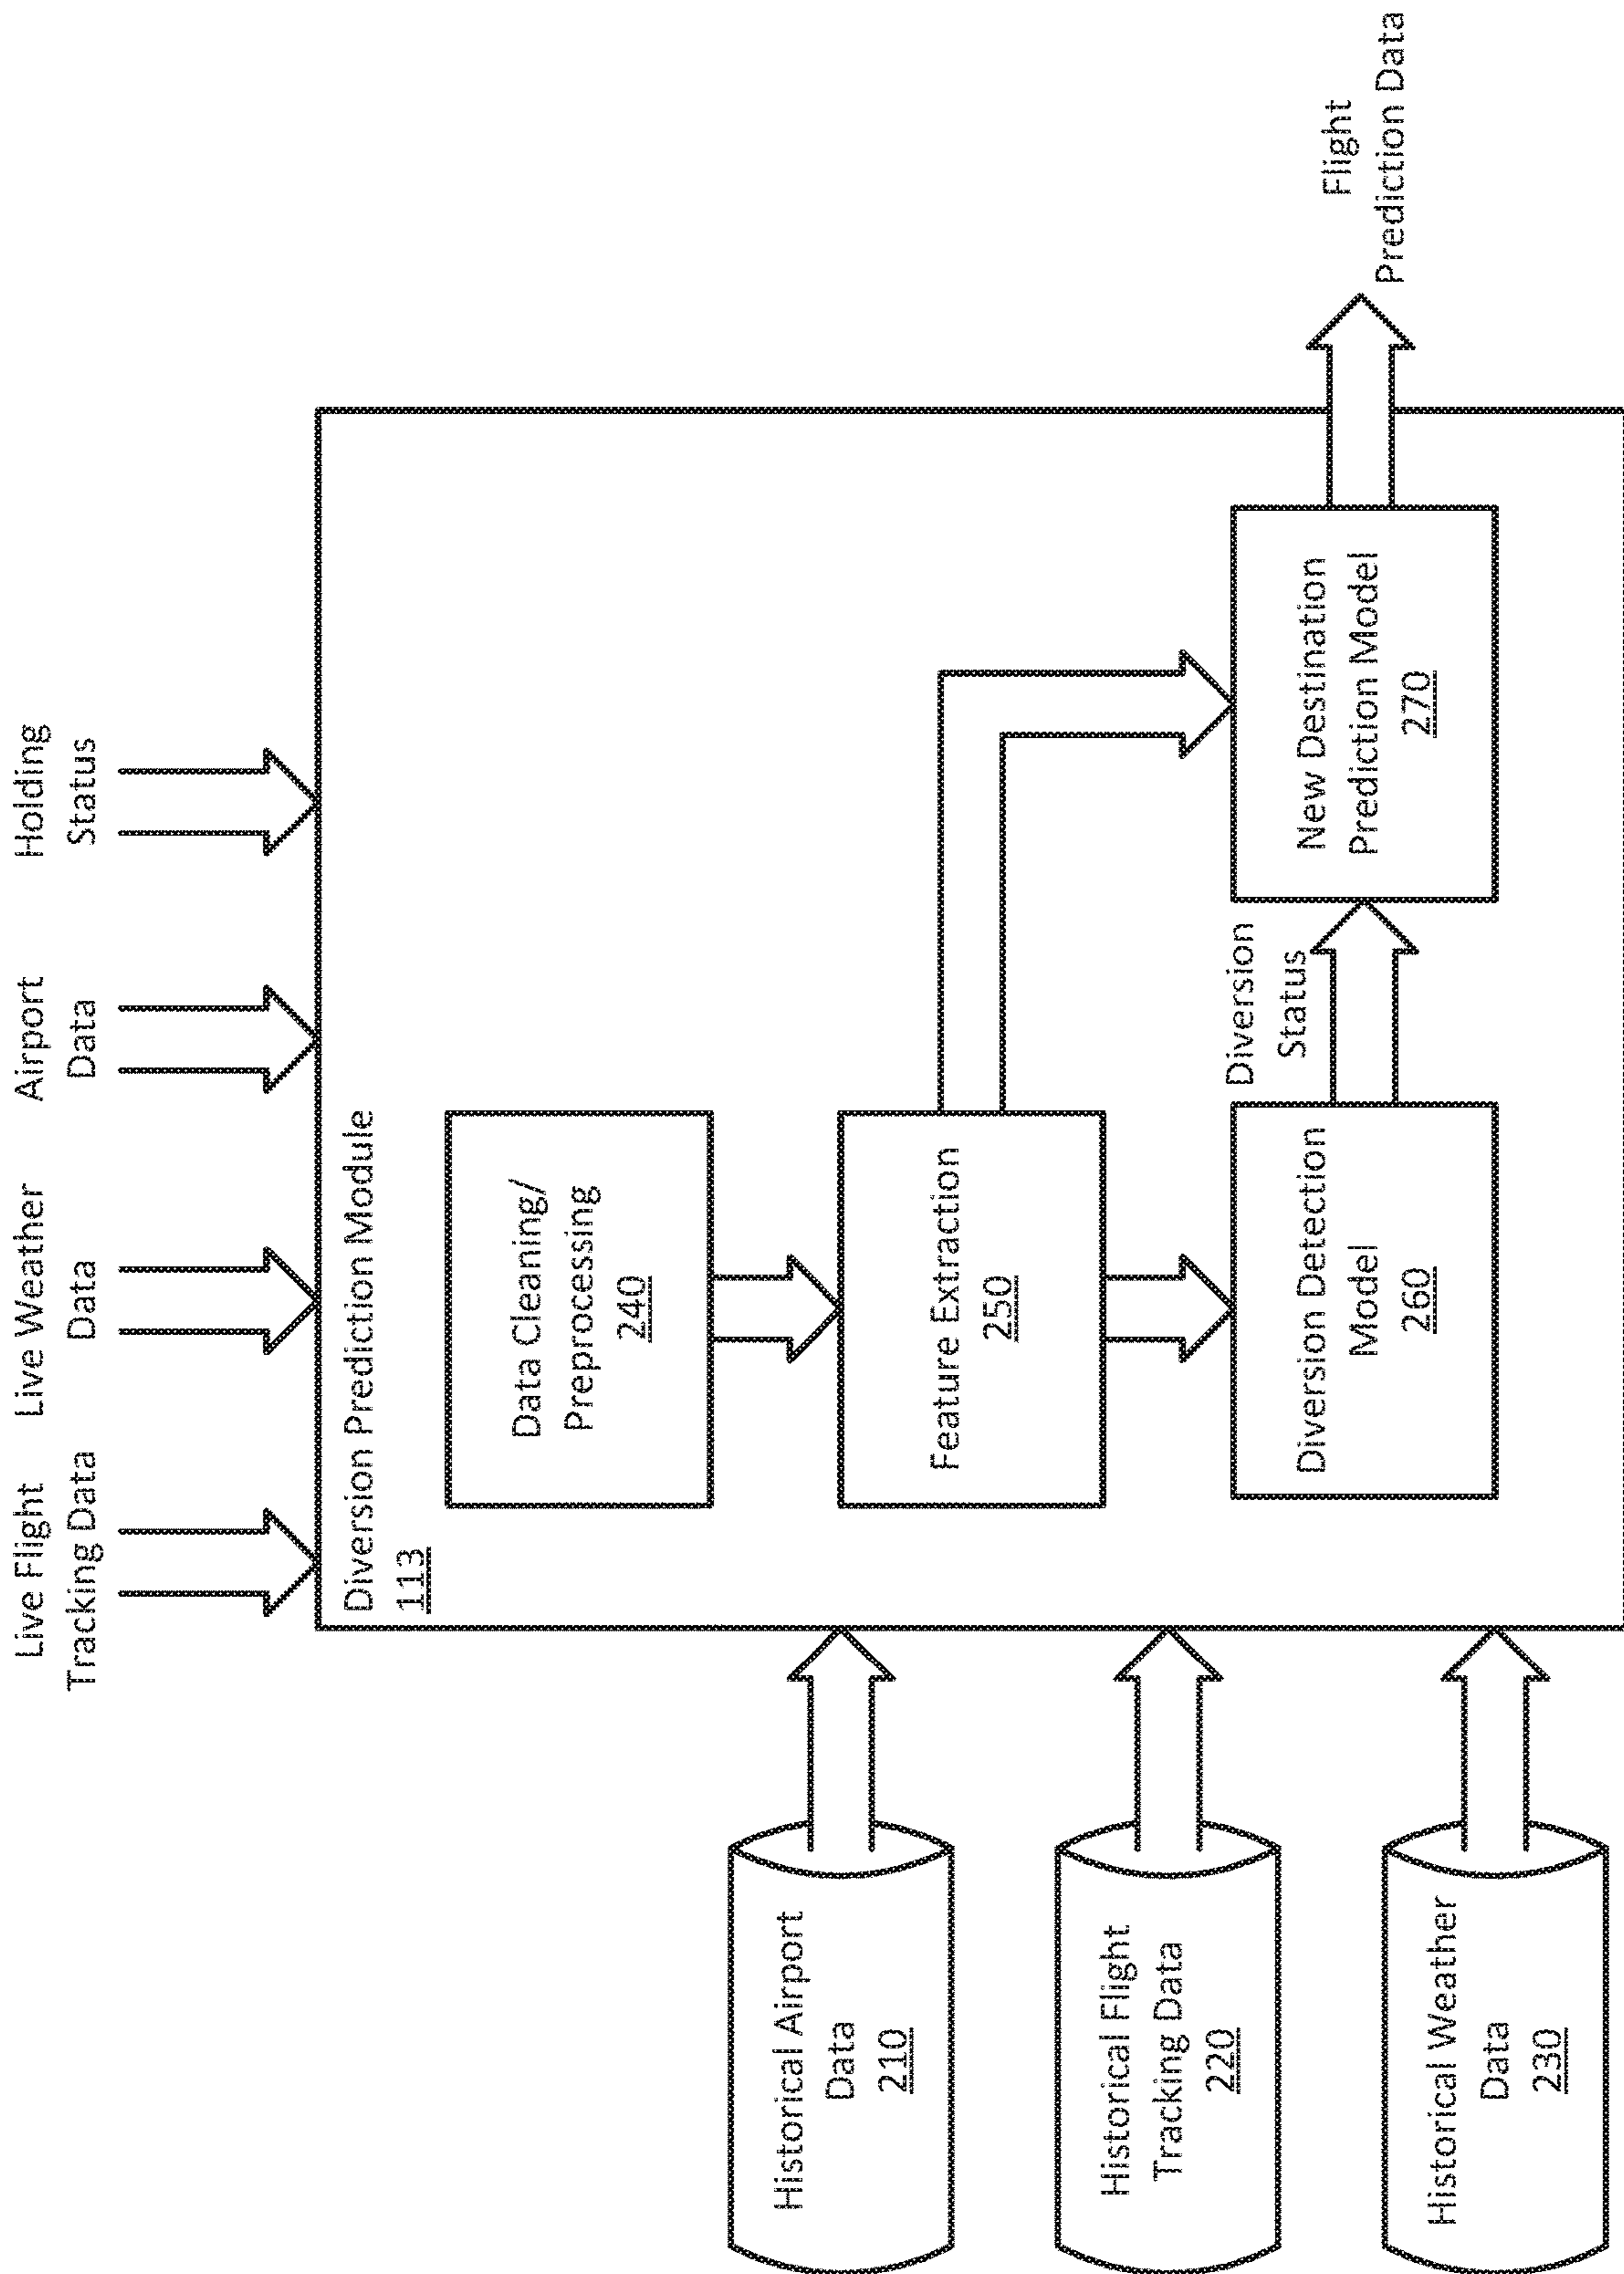 Live Flight
Tracking Data
Live Weather
Data
Airport
Data
Holding
Status
Diversion Prediction Module
113
Historical Airport
Data
210
Historical Flight
Tracking Data
220
Historical Weather
Data
230
Data Cleaning/
Preprocessing
240
Feature Extraction
250
Diversion Detection
Model
260
Diversion
Status
New Destination
Prediction Model
270
Flight
Prediction Data